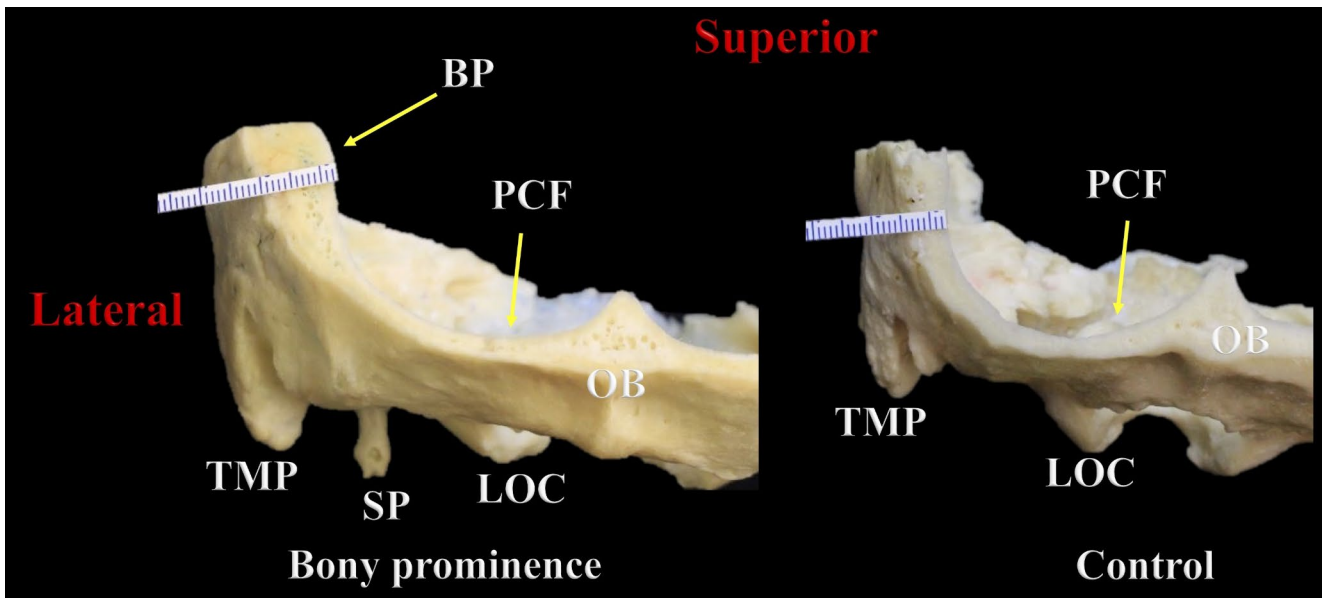 Superior
BP
PCF
PCF
Lateral
OB
OB
TMP
TMP
SP
LOC
LOC
Bony prominence
Control